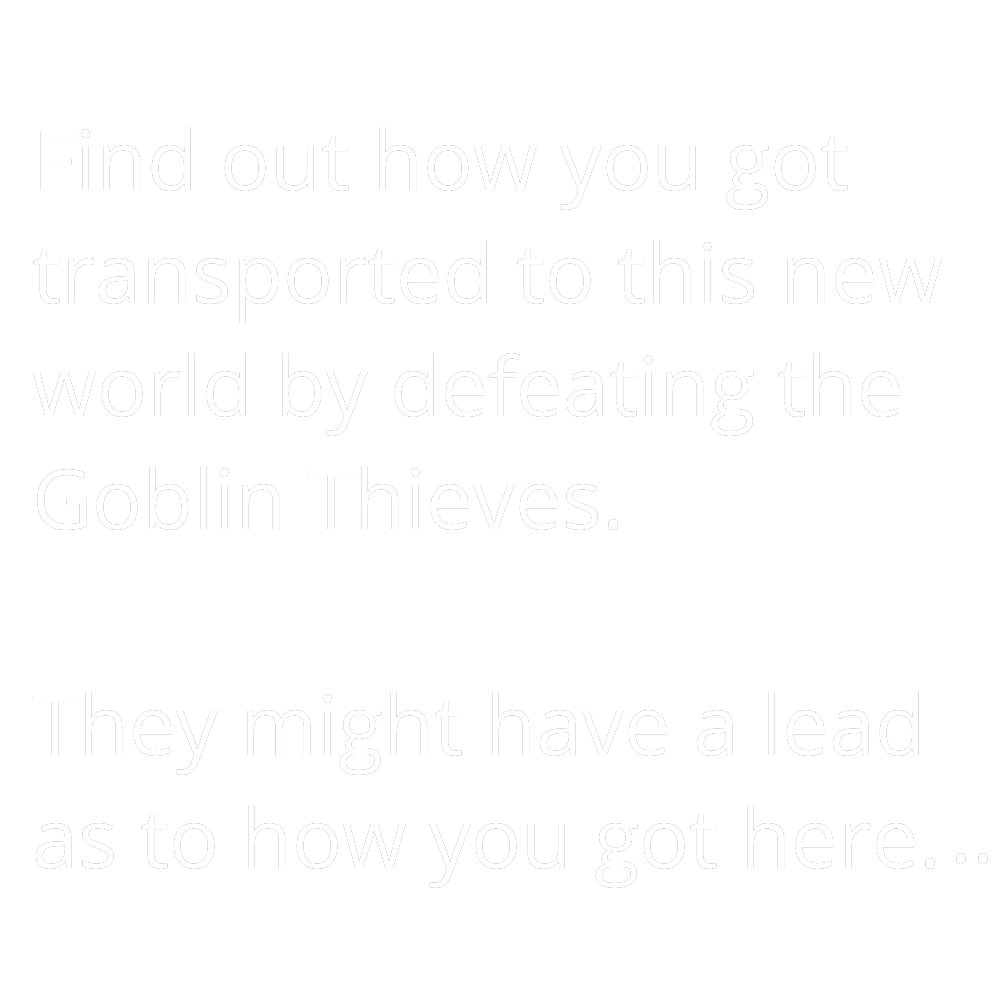 Find out how you got
transported to this new
world by defeating the
Goblin Thieves.
They might have a lead
as to how you got here...